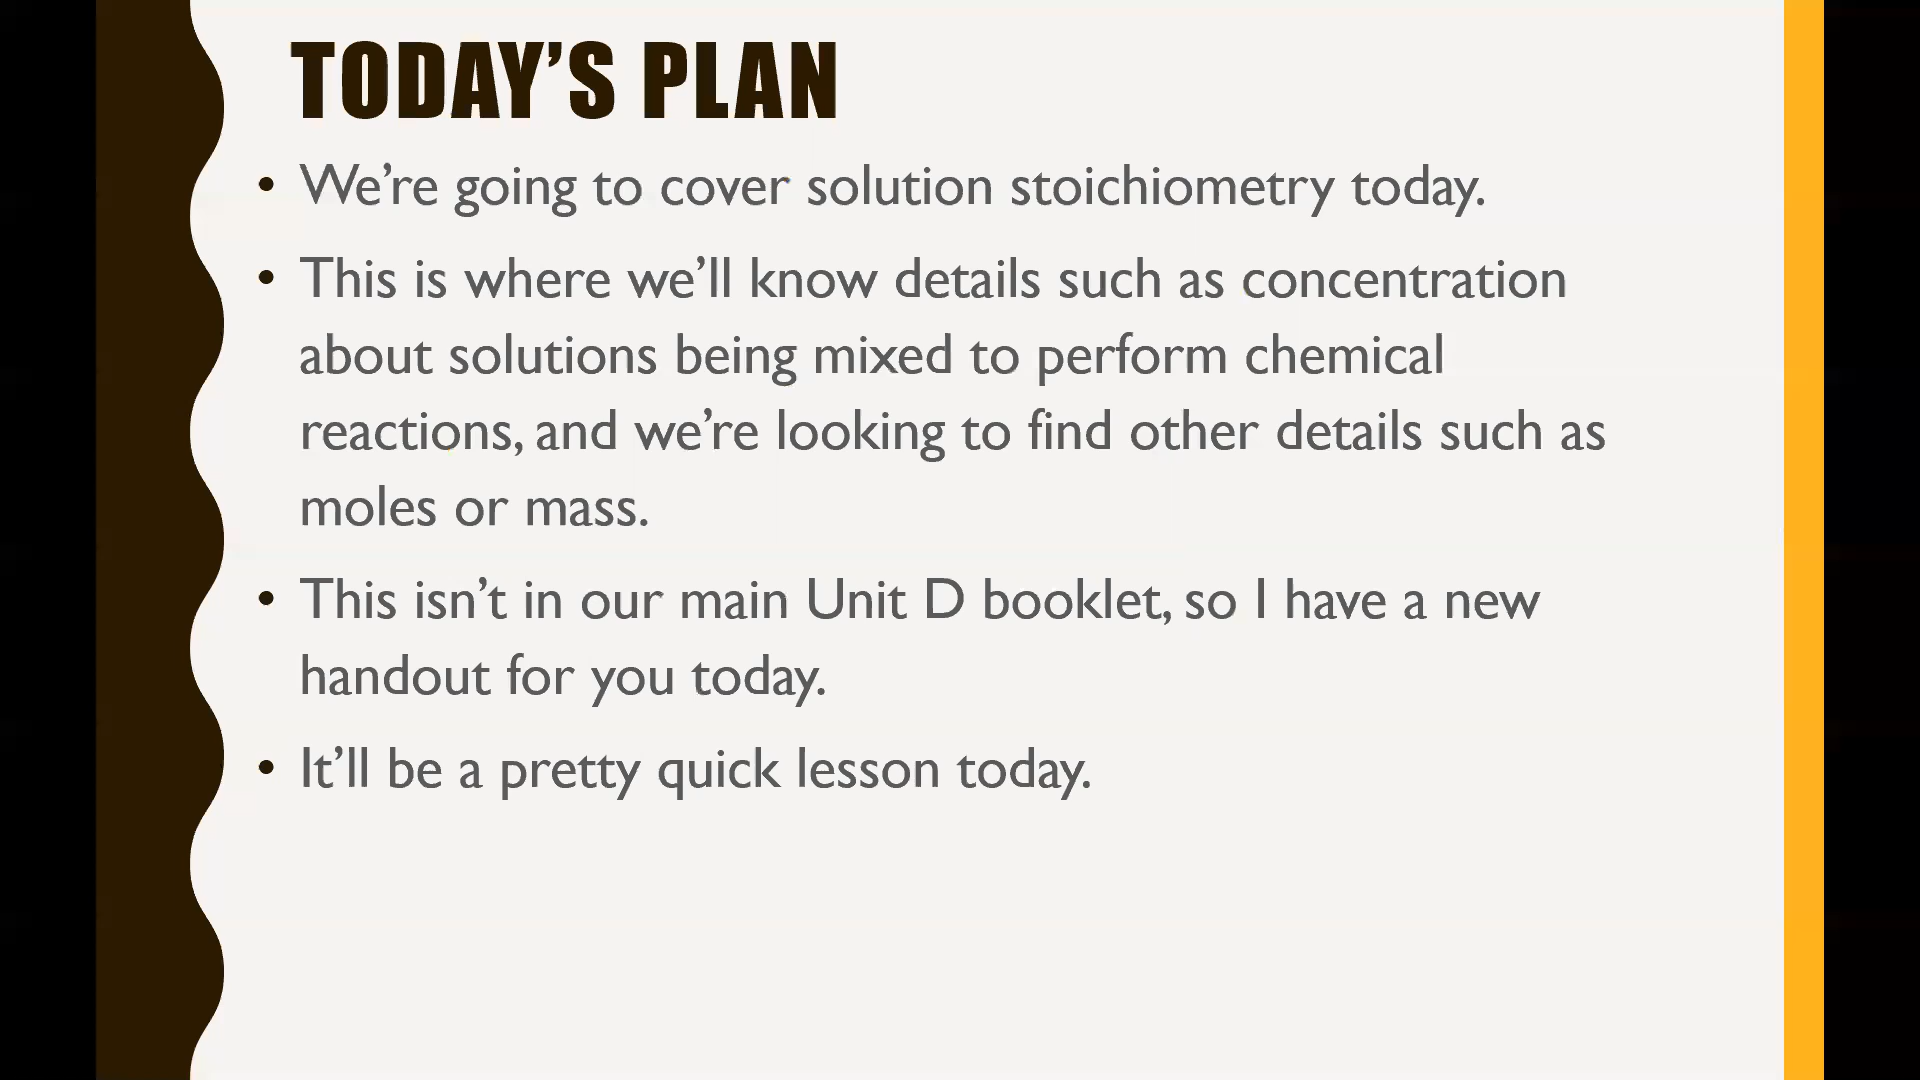 TODAY’S PLAN
• We’re going to cover solution stoichiometry today.
• This is where we’ll know details such as concentration
about solutions being mixed to perform chemical
reactions, and we’re looking to find other details such as
moles or mass.
• This isn’t in our main Unit D booklet, so I have a new
handout for you today.
• It’ll be a pretty quick lesson today.